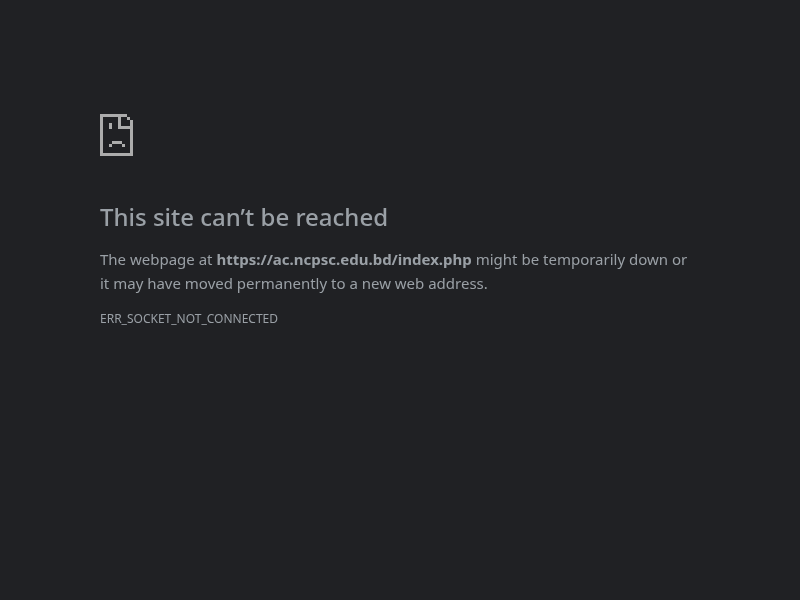 This site can’t be reached
The webpage at https://ac.ncpsc.edu.bd/index.php might be temporarily down or
it may have moved permanently to a new web address.
ERR_SOCKET_NOT_CONNECTED